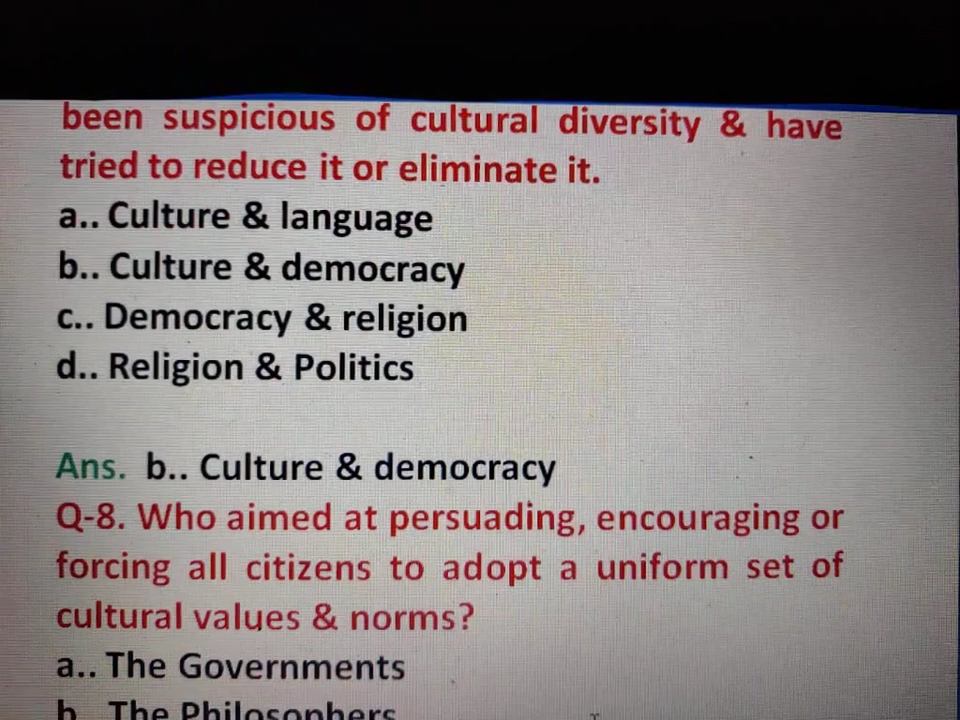 been suspicious of cultural diversity & have
tried to reduce it or eliminate it.
a.. Culture & language
b.. Culture & democracy
c.. Democracy & religion
d.. Religion & Politics
Ans. b.. Culture & democracy
Q-8. Who aimed at persuading, encouraging or
forcing all citizens to adopt a uniform set of
cultural values & norms?
a.. The Governments
b.. The Philosophers